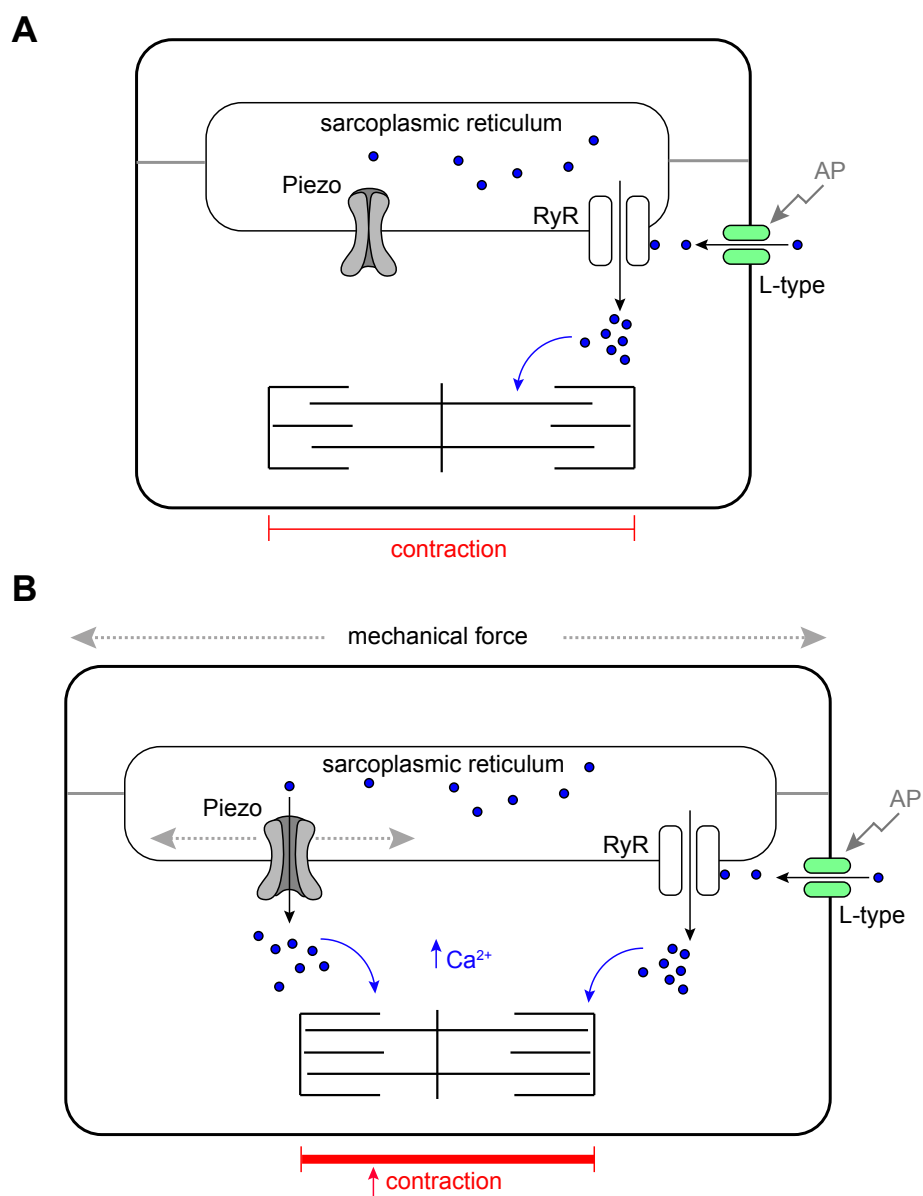 A
sarcoplasmic reticulum
Piezo
RyR
AP
L-type
contraction
B
mechanical force
sarcoplasmic reticulum
Piezo
RyR
AP
L-type
Ca²⁺
contraction